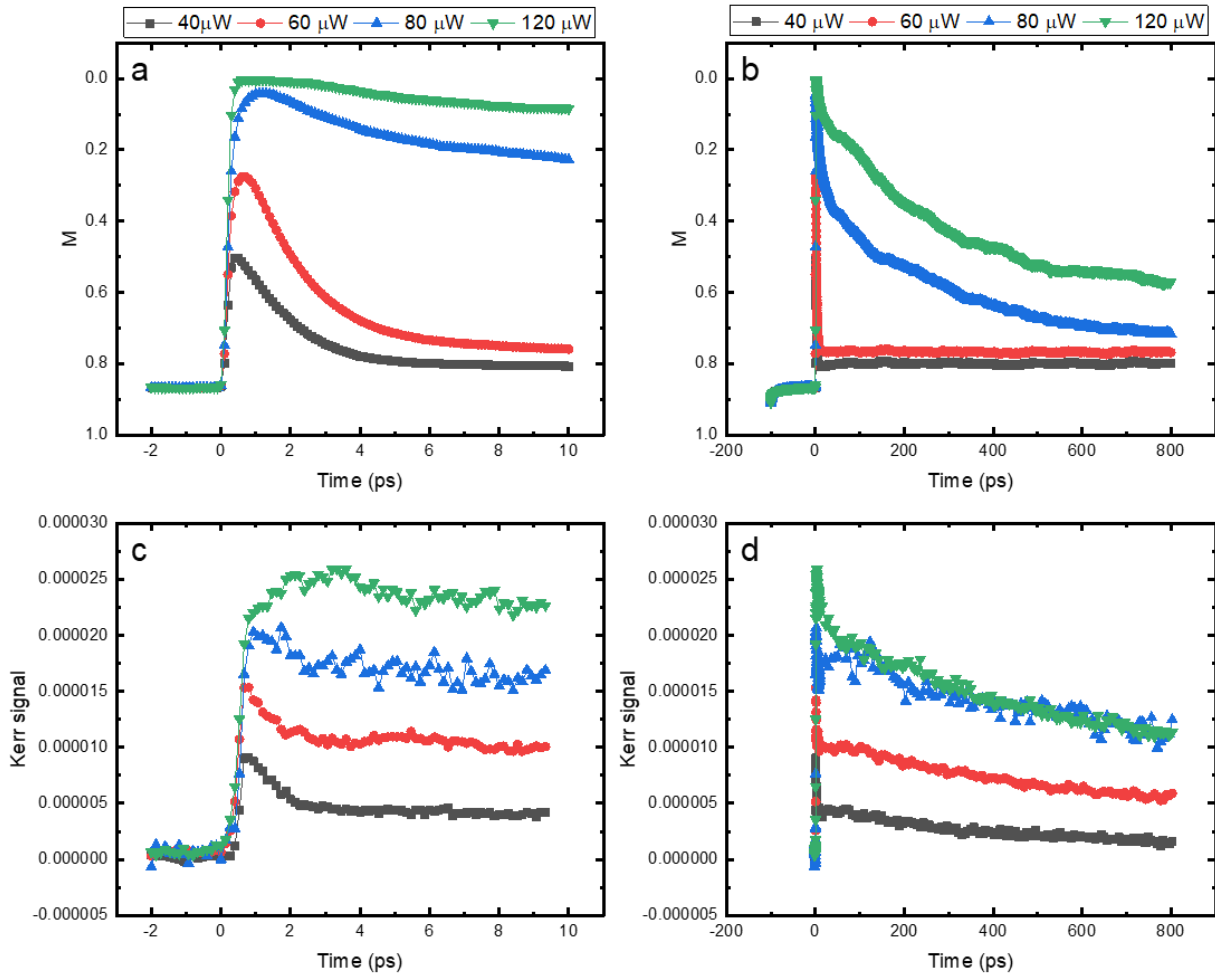 40μW 60 μW 80 μW 120 μW
40 μW 60 μW 80 μW 120 μW
a
0.0
0.2
0.4
0.6
0.8
1.0
M
-2 0 2 4 6 8 10
Time (ps)
b
0.0
0.2
0.4
0.6
0.8
1.0
M
-200 0 200 400 600 800
Time (ps)
c
0.000030
0.000025
0.000020
0.000015
0.000010
0.000005
0.000000
-0.000005
Kerr signal
-2 0 2 4 6 8 10
Time (ps)
d
0.000030
0.000025
0.000020
0.000015
0.000010
0.000005
0.000000
-0.000005
Kerr signal
-200 0 200 400 600 800
Time (ps)